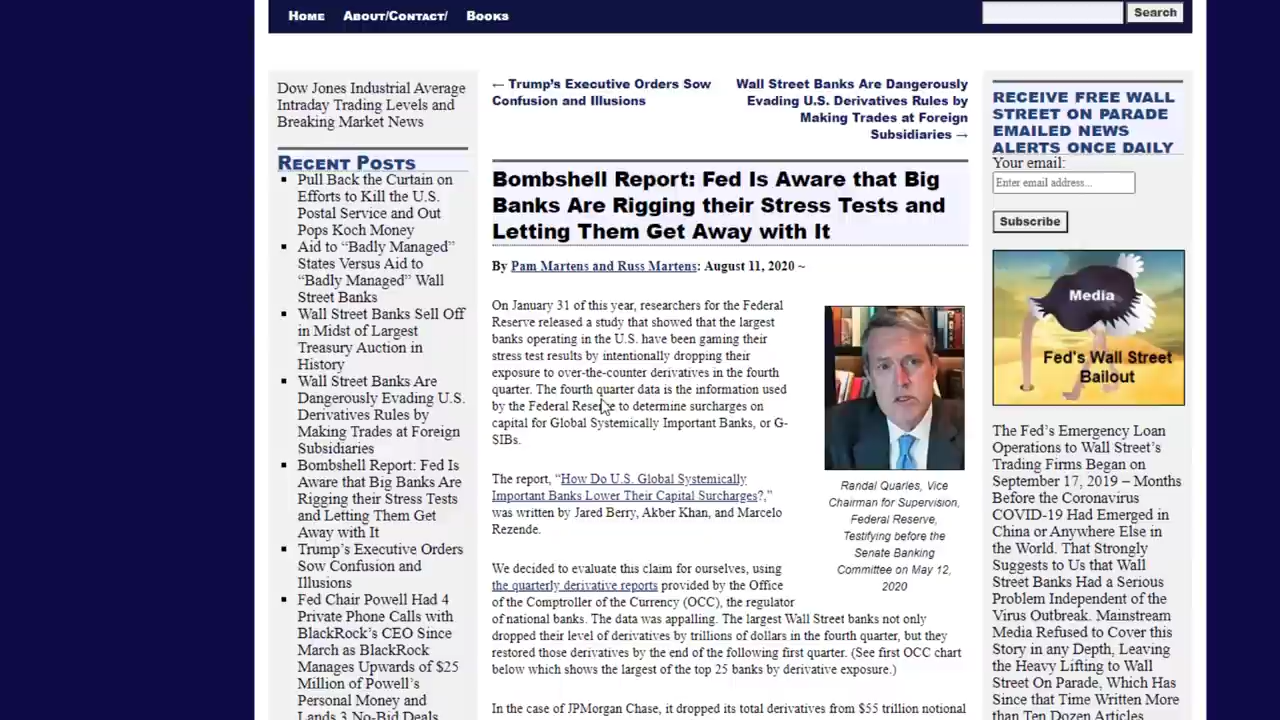 Home About/Contact/ Books
Search
Dow Jones Industrial Average
Intraday Trading Levels and
Breaking Market News
Recent Posts
Pull Back the Curtain on
Efforts to Kill the U.S.
Postal Service and Out
Pops Koch Money
Aid to “Badly Managed”
States Versus Aid to
“Badly Managed” Wall
Street Banks
Wall Street Banks Sell Off
in Midst of Largest
Treasury Auction in
History
Wall Street Banks Are
Dangerously Evading U.S.
Derivatives Rules by
Making Trades at Foreign
Subsidiaries
Bombshell Report: Fed Is
Aware that Big Banks Are
Rigging their Stress Tests
and Letting Them Get
Away with It
Trump’s Executive Orders
Sow Confusion and
Illusions
Fed Chair Powell Had 4
Private Phone Calls with
BlackRock’s CEO Since
March as BlackRock
Manages Upwards of $25
Million of Powell’s
Personal Money and
Lands 3 No-Bid Deals
← Trump’s Executive Orders Sow
Confusion and Illusions
Wall Street Banks Are Dangerously
Evading U.S. Derivatives Rules by
Making Trades at Foreign
Subsidiaries →
Bombshell Report: Fed Is Aware that Big
Banks Are Rigging their Stress Tests and
Letting Them Get Away with It
By Pam Martens and Russ Martens: August 11, 2020 ~
On January 31 of this year, researchers for the Federal
Reserve released a study that showed that the largest
banks operating in the U.S. have been gaming their
stress test results by intentionally dropping their
exposure to over-the-counter derivatives in the fourth
quarter. The fourth quarter data is the information used
by the Federal Reserve to determine surcharges on
capital for Global Systemically Important Banks, or G-
SIBs.
Randal Quarles, Vice
Chairman for Supervision,
Federal Reserve,
Testifying before the
Senate Banking
Committee on May 12,
2020
The report, “How Do U.S. Global Systemically
Important Banks Lower Their Capital Surcharges?,”
was written by Jared Berry, Akber Khan, and Marcelo
Rezende.
We decided to evaluate this claim for ourselves, using
the quarterly derivative reports provided by the Office
of the Comptroller of the Currency (OCC), the regulator
of national banks. The data was appalling. The largest Wall Street banks not only
dropped their level of derivatives by trillions of dollars in the fourth quarter, but they
restored those derivatives by the end of the following first quarter. (See first OCC chart
below which shows the largest of the top 25 banks by derivative exposure.)
In the case of JPMorgan Chase, it dropped its total derivatives from $55 trillion notional
RECEIVE FREE WALL
STREET ON PARADE
EMAILED NEWS
ALERTS ONCE DAILY
Your email:
Enter email address...
Subscribe
Media
Fed's Wall Street
Bailout
The Fed’s Emergency Loan
Operations to Wall Street’s
Trading Firms Began on
September 17, 2019 – Months
Before the Coronavirus
COVID-19 Had Emerged in
China or Anywhere Else in
the World. That Strongly
Suggests to Us that Wall
Street Banks Had a Serious
Problem Independent of the
Virus Outbreak. Mainstream
Media Refused to Cover this
Story in any Depth, Leaving
the Heavy Lifting to Wall
Street On Parade, Which Has
Since that Time Written More
than Ten Dozen Articles